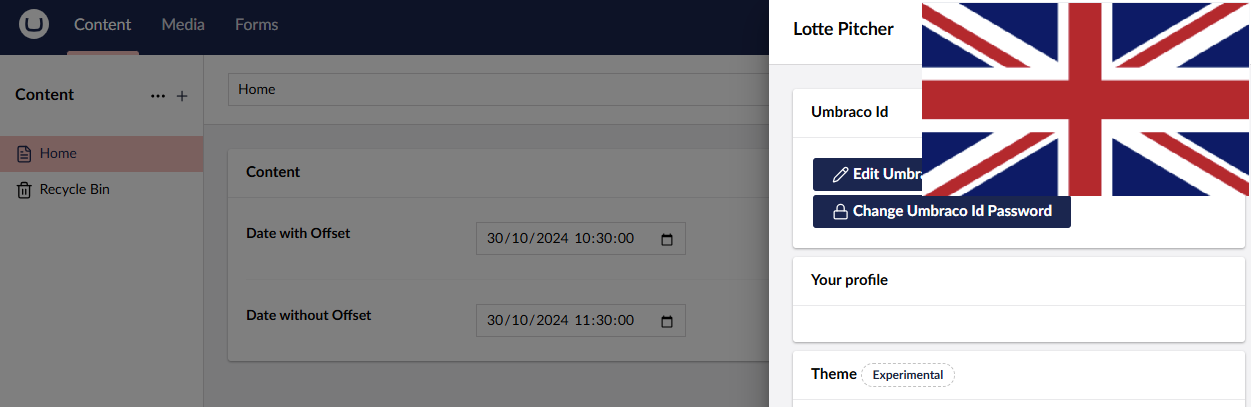 Content Media Forms
Content
Home
Recycle Bin
Home
Content
Date with Offset 30/10/2024 10:30:00
Date without Offset 30/10/2024 11:30:00
Lotte Pitcher
Umbraco Id
Edit Umbr
Change Umbraco Id Password
Your profile
Theme Experimental